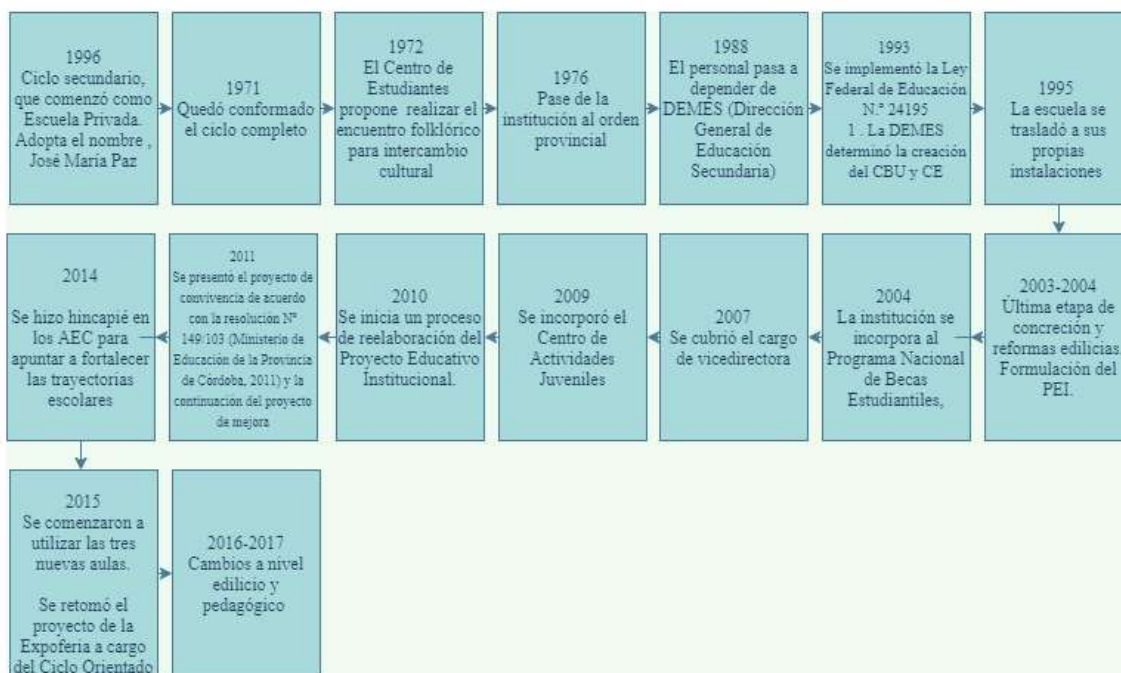 1996
Ciclo secundario,
que comenzó como
Escuela Privada.
Adopta el nombre ,
José María Paz
1971
Quedó conformado
el ciclo completo
1972
El Centro de
Estudiantes
propone realizar el
encuentro folklórico
para intercambio
cultural
1976
Pase de la
institución al orden
provincial
1988
El personal pasa a
depender de
DEMES (Dirección
General de
Educación
Secundaria)
1993
Se implementó la Ley
Federal de Educación
N.º 24195
1 . La DEMES
determinó la creación
del CBU y CE
1995
La escuela se
trasladó a sus
propias
instalaciones
2003-2004
Última etapa de
concreción y
reformas edilicias.
Formulación del
PEI.
2004
La institución se
incorpora al
Programa Nacional
de Becas
Estudiantiles,
2007
Se cubrió el cargo
de vicedirectora
2009
Se incorporó el
Centro de
Actividades
Juveniles
2010
Se inicia un proceso
de reelaboración del
Proyecto Educativo
Institucional.
2011
Se presentó el proyecto de
convivencia de acuerdo
con la resolución Nº
149/103 (Ministerio de
Educación de la Provincia
de Córdoba, 2011) y la
continuación del proyecto
de mejora
2014
Se hizo hincapié en
los AEC para
apuntar a fortalecer
las trayectorias
escolares
2015
Se comenzaron a
utilizar las tres
nuevas aulas.
Se retomó el
proyecto de la
Expoferia a cargo
del Ciclo Orientado
2016-2017
Cambios a nivel
edilicio y
pedagógico